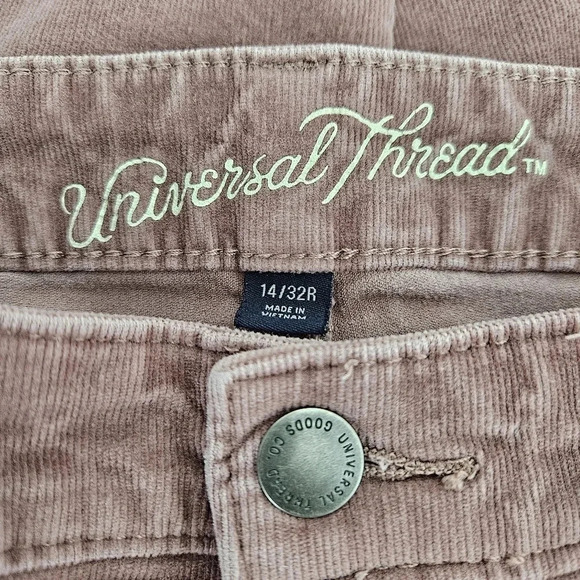 Universal Thread™
14/32R
MADE IN
VIETNAM
UNIVERSAL THREAD
GOODS CO.